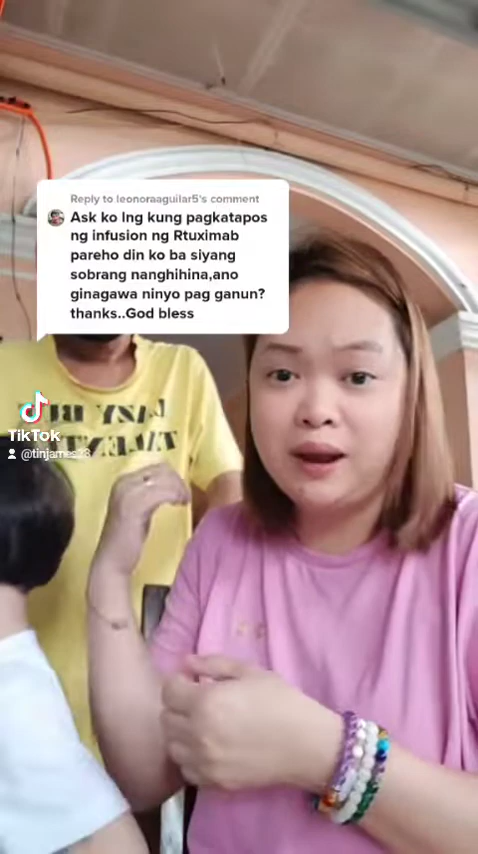 Reply to leonoraaguilar5's comment
Ask ko lng kung pagkatapos
ng infusion ng Rtuximab
pareho din ko ba siyang
sobrang nanghihina,ano
ginagawa ninyo pag ganun?
thanks..God bless
TikTok
@tinjames28